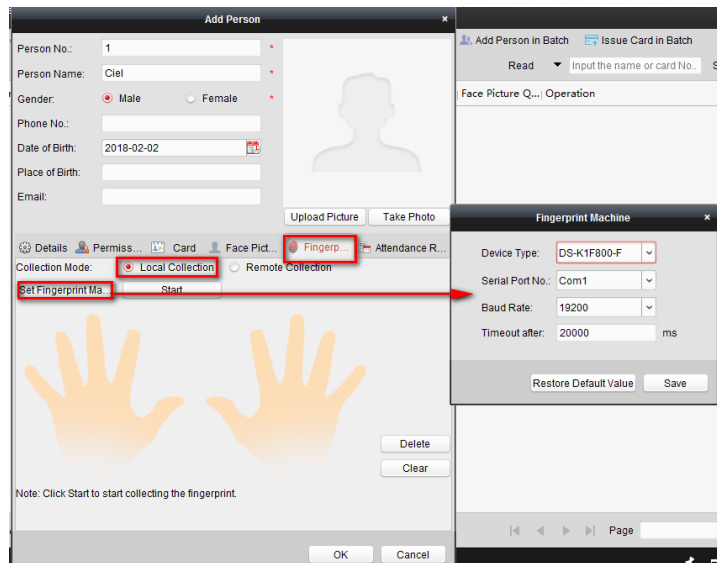 Add Person ×
Person No.: 1 *
Person Name: Ciel *
Gender: Male Female *
Phone No.:
Date of Birth: 2018-02-02
Place of Birth:
Email:
Upload Picture Take Photo
Details Permiss... Card Face Pict... Fingerp... Attendance R...
Collection Mode: Local Collection Remote Collection
Set Fingerprint Ma... Start
Delete
Clear
Note: Click Start to start collecting the fingerprint.
OK Cancel
Add Person in Batch Issue Card in Batch
Read Input the name or card No.. S
Face Picture Q... Operation
Fingerprint Machine ×
Device Type: DS-K1F800-F
Serial Port No.: Com1
Baud Rate: 19200
Timeout after: 20000 ms
Restore Default Value Save
Page